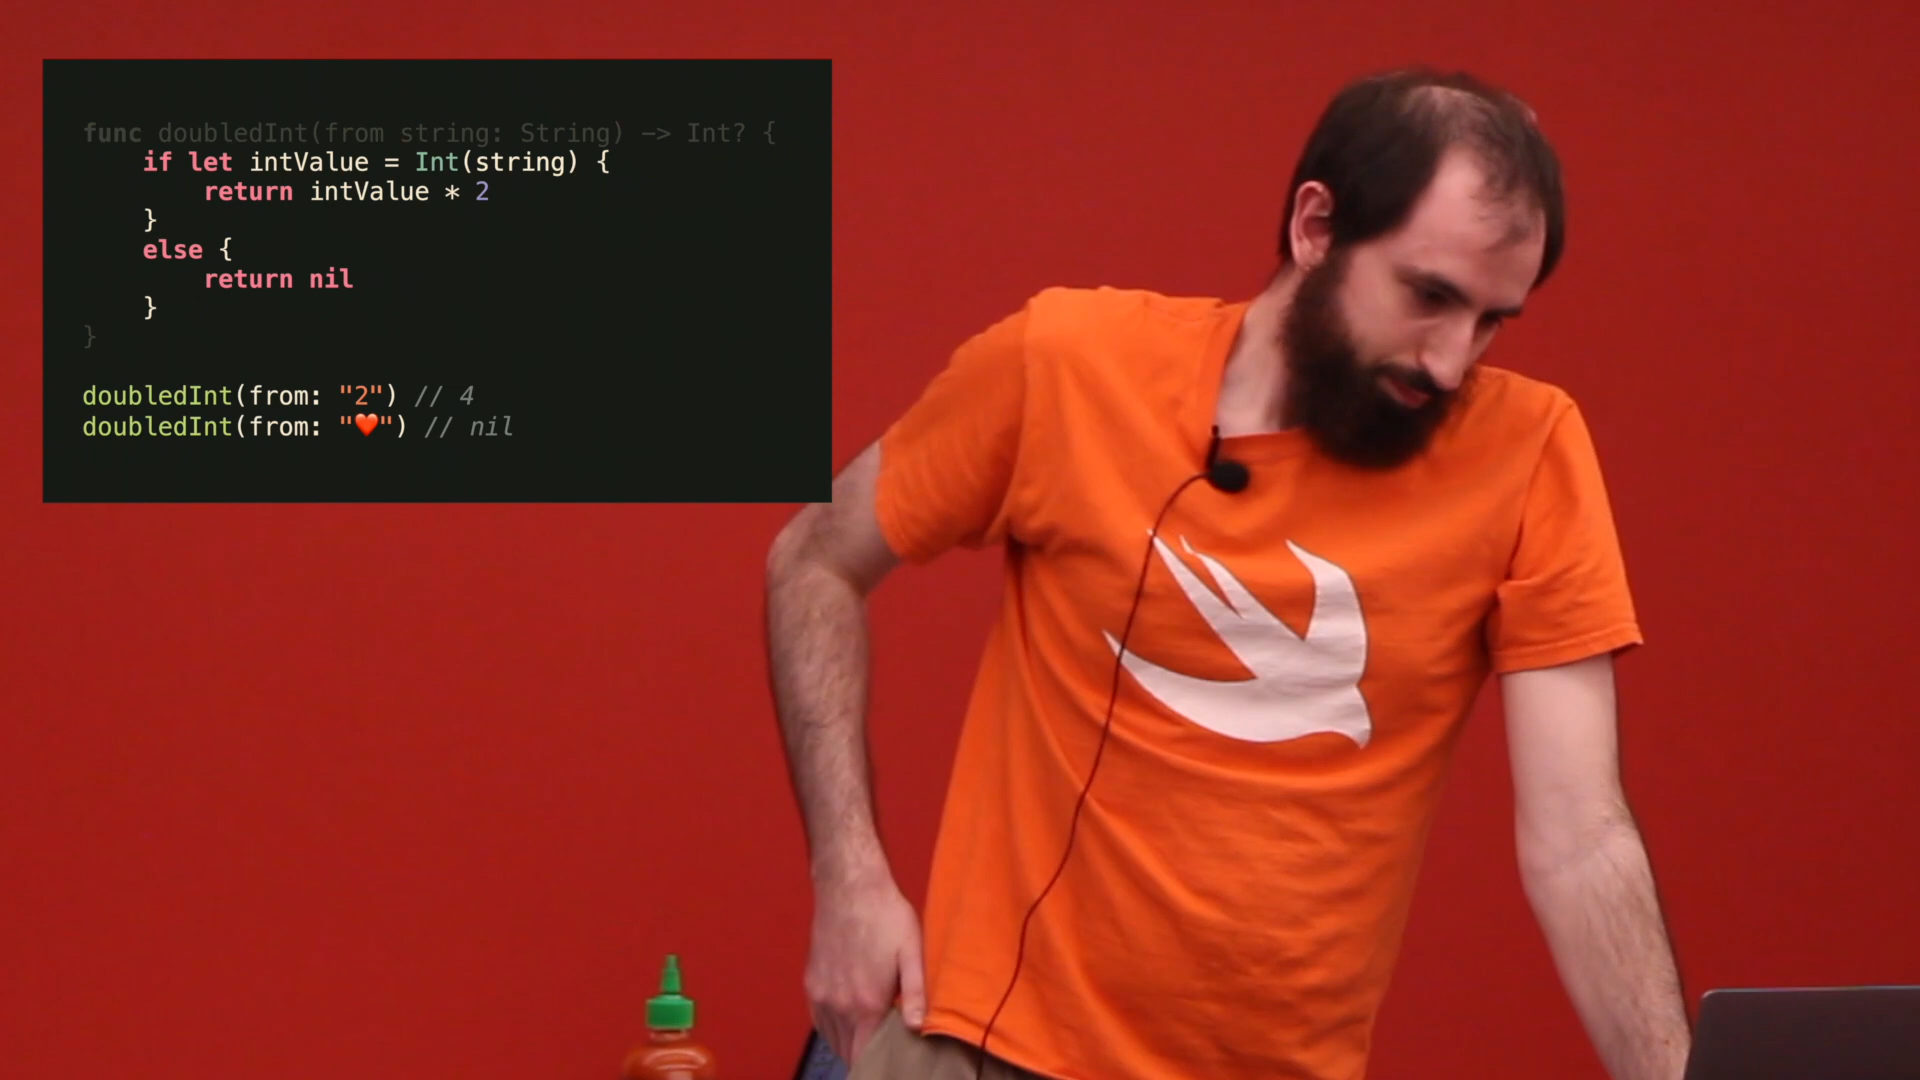 func doubledInt(from string: String) -> Int? {
    if let intValue = Int(string) {
        return intValue * 2
    }
    else {
        return nil
    }
}
doubledInt(from: "2") // 4
doubledInt(from: "❤️") // nil